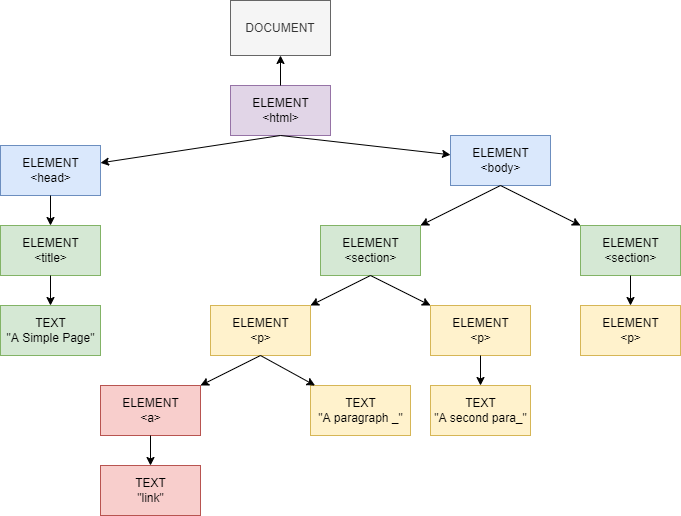 DOCUMENT
ELEMENT
<html>
ELEMENT
<head>
ELEMENT
<body>
ELEMENT
<title>
ELEMENT
<section>
ELEMENT
<section>
TEXT
"A Simple Page"
ELEMENT
<p>
ELEMENT
<p>
ELEMENT
<p>
ELEMENT
<a>
TEXT
"A paragraph _"
TEXT
"A second para_"
TEXT
"link"